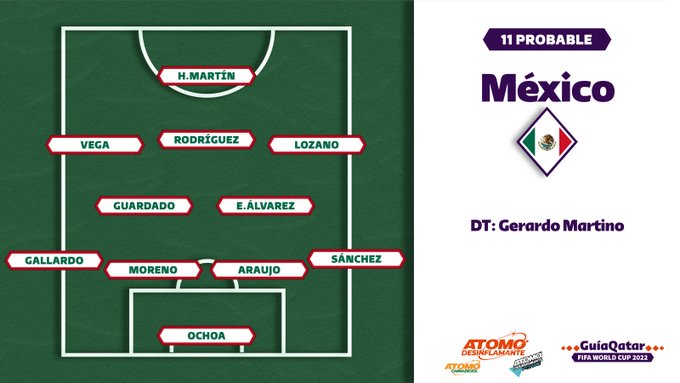 H.MARTÍN
VEGA
RODRÍGUEZ
LOZANO
GUARDADO
E.ÁLVAREZ
GALLARDO
MORENO
ARAUJO
SÁNCHEZ
OCHOA
11 PROBABLE
México
DT: Gerardo Martino
ATOMO
DESINFLAMANTE
ATOMO
GuíaQatar
FIFA WORLD CUP 2022